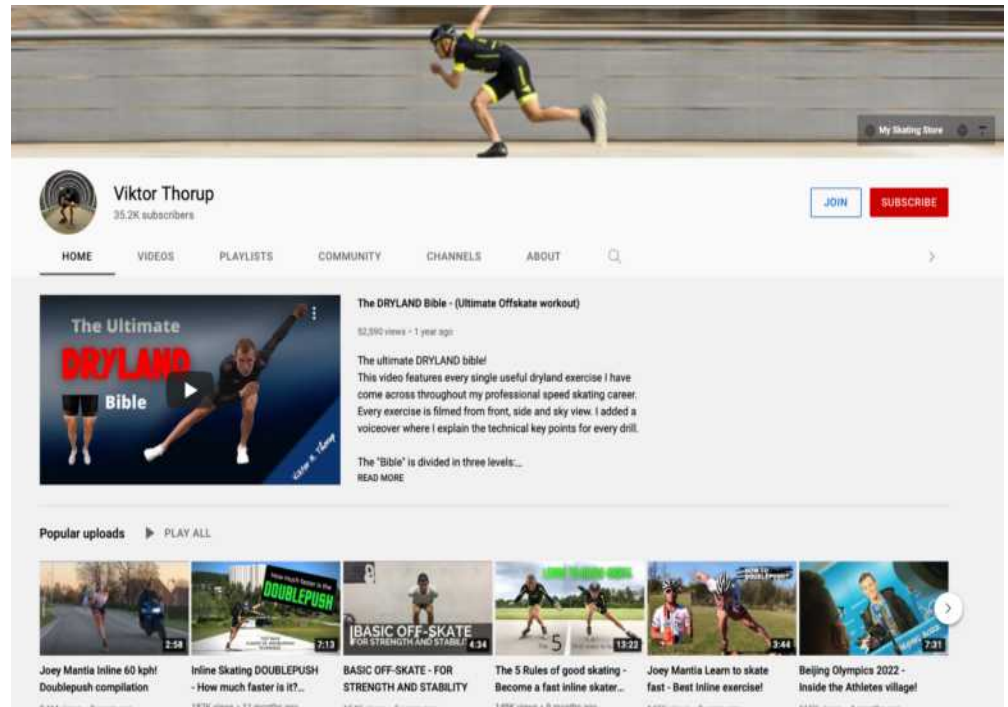 My Skating Store
Viktor Thorup
35.2K subscribers
JOIN
SUBSCRIBE
HOME
VIDEOS
PLAYLISTS
COMMUNITY
CHANNELS
ABOUT
The Ultimate
DRYLAND
Bible
The DRYLAND Bible - (Ultimate Offskate workout)
52,590 views • 1 year ago
The ultimate DRYLAND bible!
This video features every single useful dryland exercise I have
come across throughout my professional speed skating career.
Every exercise is filmed from front, side and sky view. I added a
voiceover where I explain the technical key points for every drill.
The "Bible" is divided in three levels:...
READ MORE
Popular uploads
PLAY ALL
2:58
How much faster is the
DOUBLEPUSH
7:13
BASIC OFF-SKATE
FOR STRENGTH AND STABILITY
4:34
5
13:22
HOW TO
DOUBLEPUSH
3:44
7:31
Joey Mantia Inline 60 kph!
Doublepush compilation
Inline Skating DOUBLEPUSH
- How much faster is it?...
BASIC OFF-SKATE - FOR
STRENGTH AND STABILITY
The 5 Rules of good skating -
Become a fast inline skater...
Joey Mantia Learn to skate
fast - Best Inline exercise!
Beijing Olympics 2022 -
Inside the Athletes village!